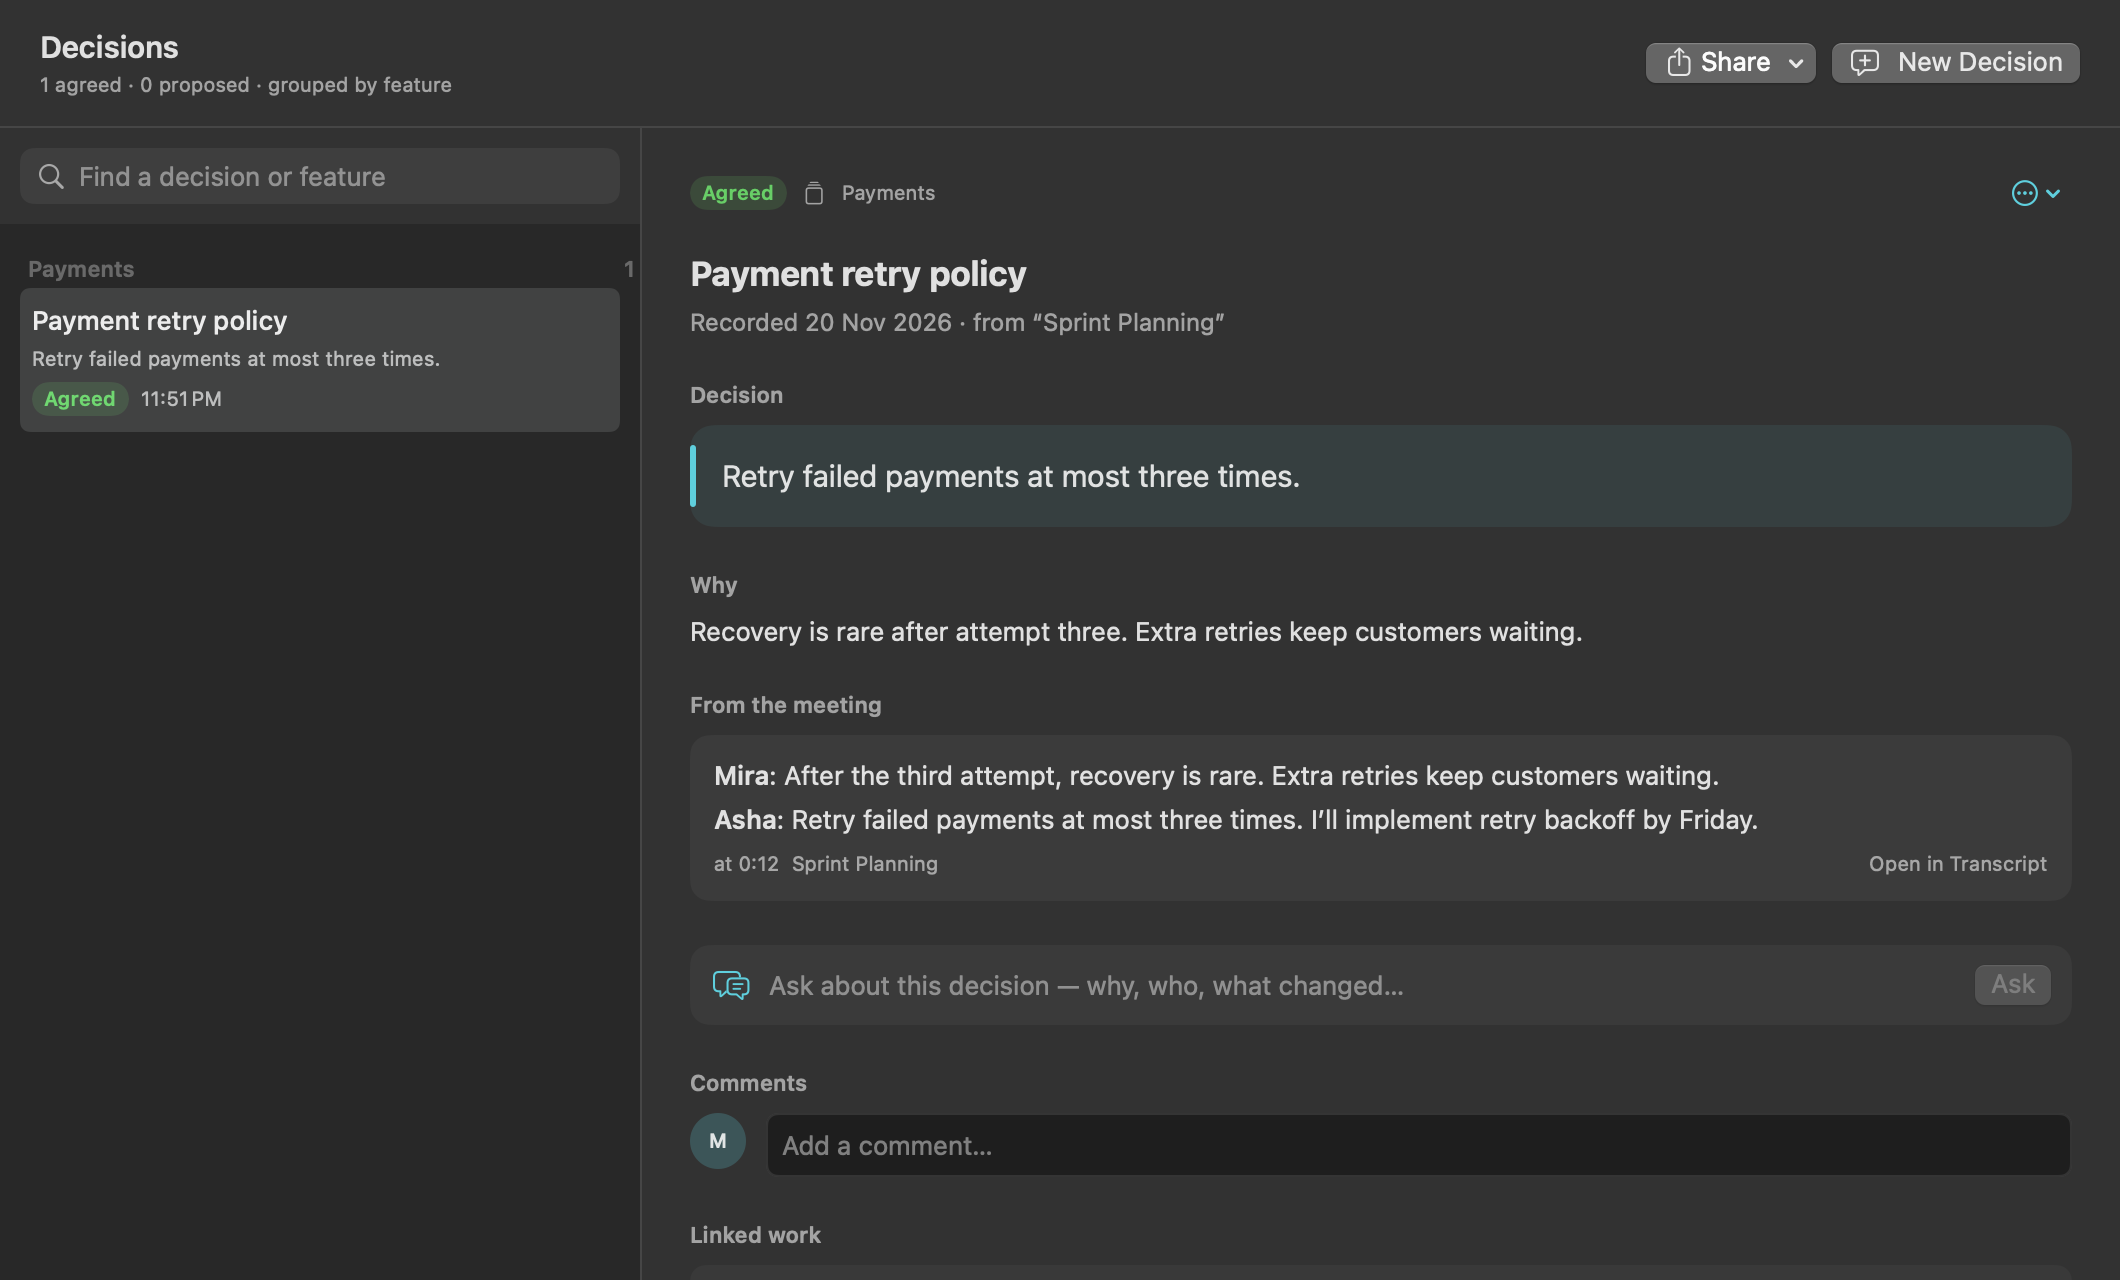 Decisions
1 agreed · 0 proposed · grouped by feature
Share
New Decision
Find a decision or feature
Payments 1
Payment retry policy
Retry failed payments at most three times.
Agreed 11:51 PM
Agreed Payments
Payment retry policy
Recorded 20 Nov 2026 · from “Sprint Planning”
Decision
Retry failed payments at most three times.
Why
Recovery is rare after attempt three. Extra retries keep customers waiting.
From the meeting
Mira: After the third attempt, recovery is rare. Extra retries keep customers waiting.
Asha: Retry failed payments at most three times. I’ll implement retry backoff by Friday.
at 0:12 Sprint Planning
Open in Transcript
Ask about this decision — why, who, what changed...
Ask
Comments
M
Add a comment...
Linked work